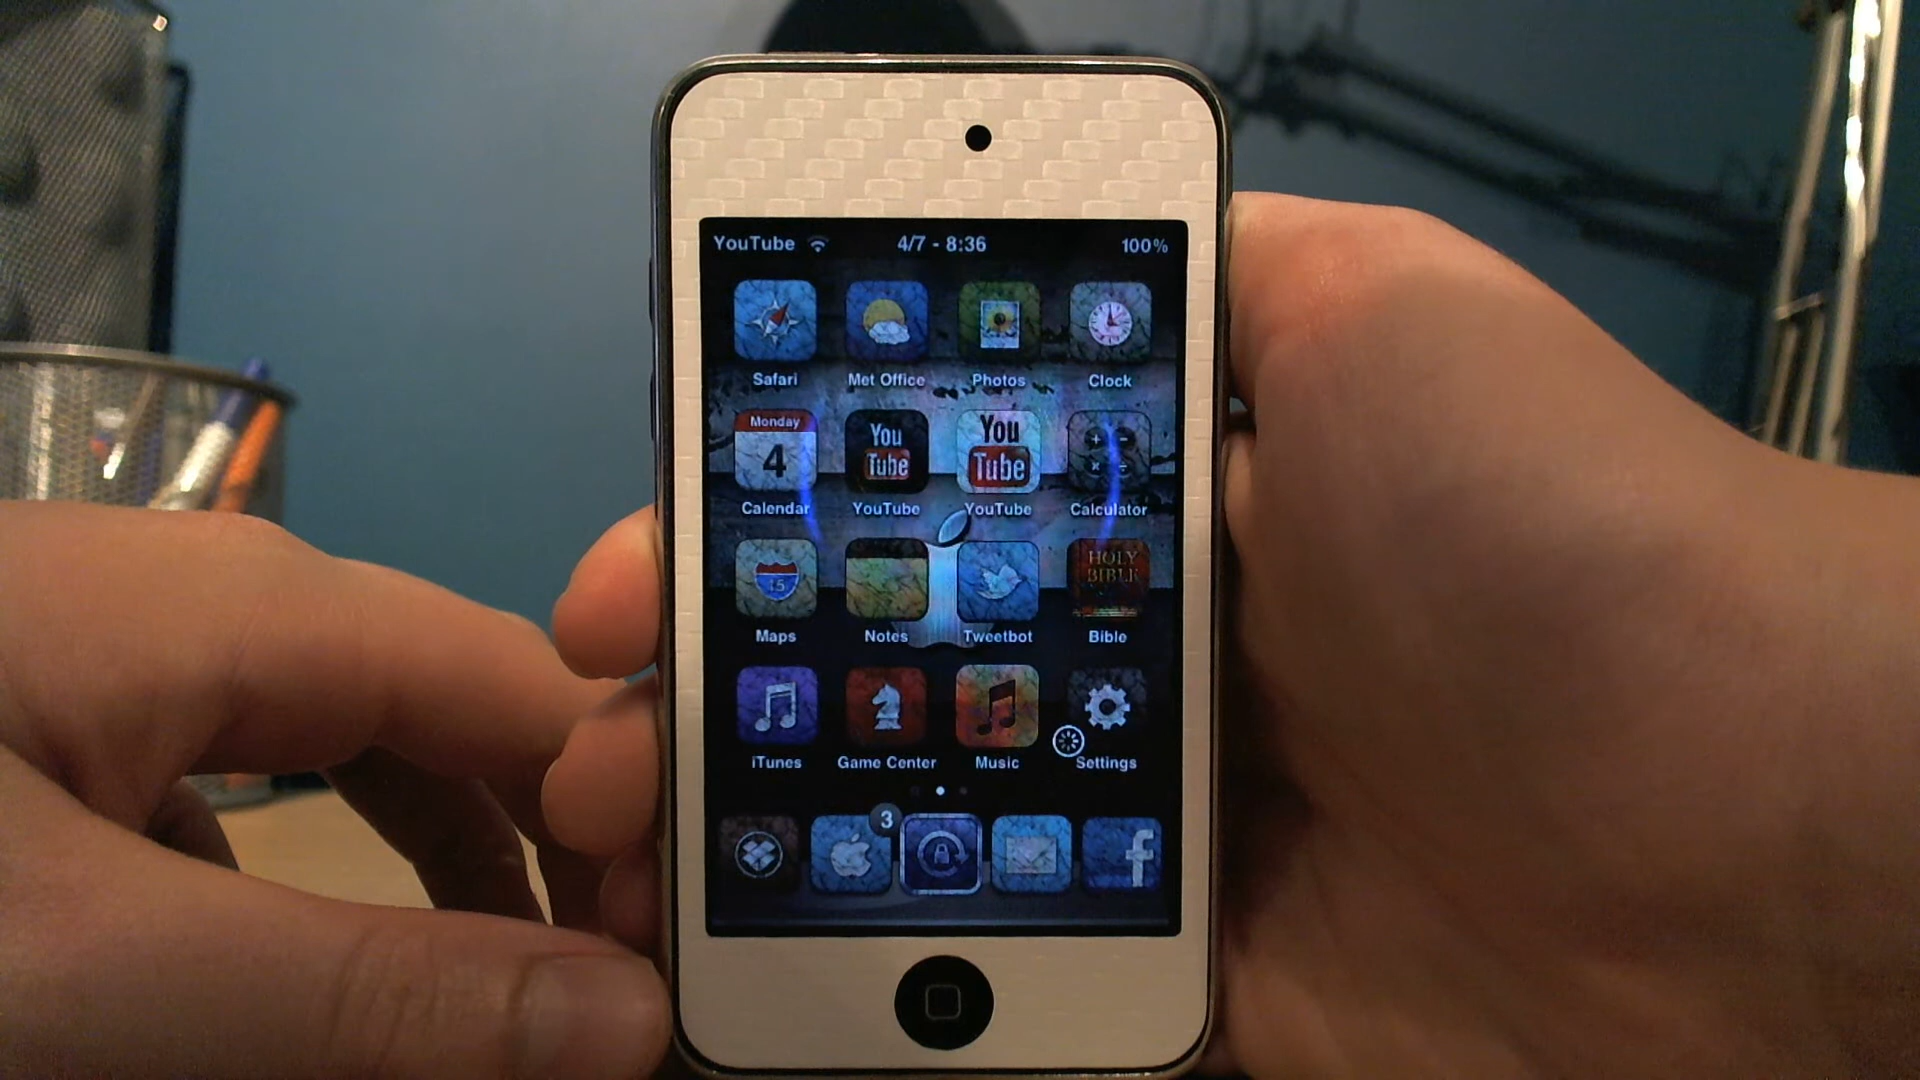 YouTube 4/7 - 8:36 100%
Safari Met Office Photos Clock
Monday
4
You Tube
You Tube
+ -
× ÷
Calendar YouTube YouTube Calculator
15
HOLY
BIBLE
Maps Notes Tweetbot Bible
iTunes Game Center Music Settings
3
f